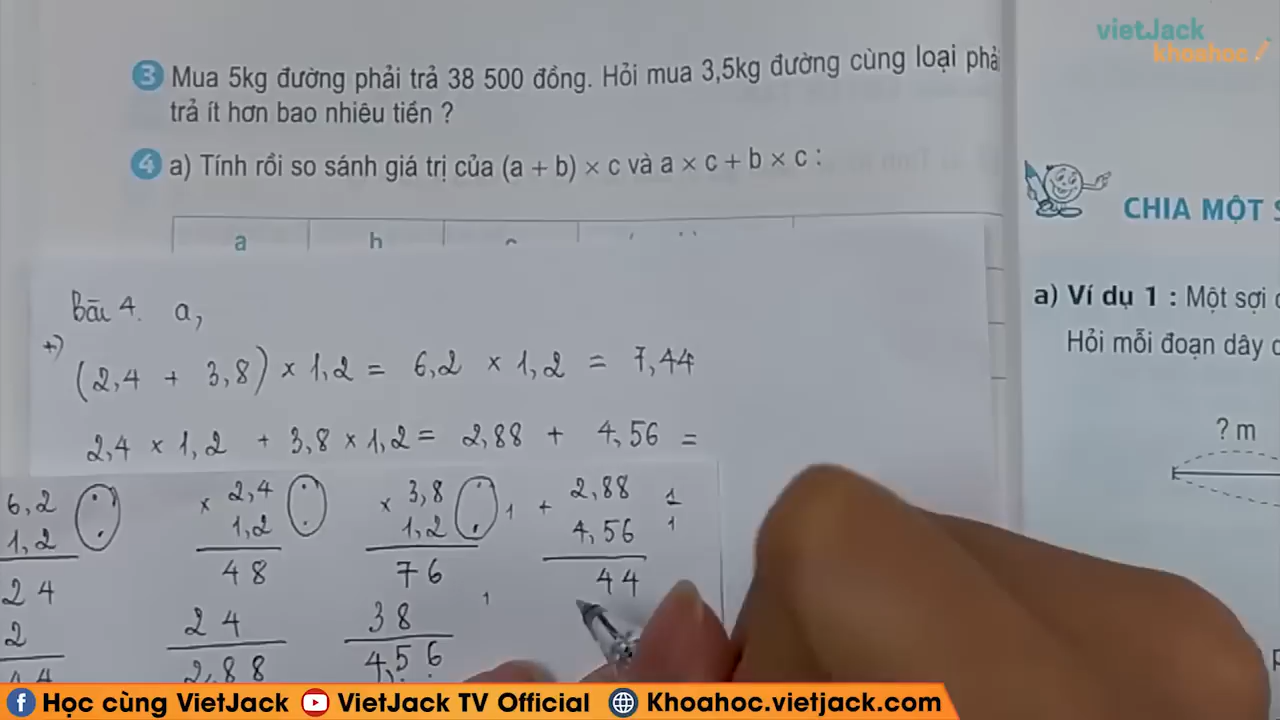 vietJack
khoahoc
3 Mua 5kg đường phải trả 38 500 đồng. Hỏi mua 3,5kg đường cùng loại phải
trả ít hơn bao nhiêu tiền ?
4 a) Tính rồi so sánh giá trị của (a + b) × c và a × c + b × c :
a
CHIA MỘT S
a) Ví dụ 1 : Một sợi
Hỏi mỗi đoạn dây
? m
Bài 4. a,
+)
(2,4 + 3,8) × 1,2 = 6,2 × 1,2 = 7,44
2,4 × 1,2 + 3,8 × 1,2 = 2,88 + 4,56 =
6,2 × 2,4 × 3,8 1 + 2,88 1
1,2 1,2 1,2 4,56 1
24 48 76 44
2 24 38 1
2,88 4,56
Học cùng VietJack VietJack TV Official Khoahoc.vietjack.com